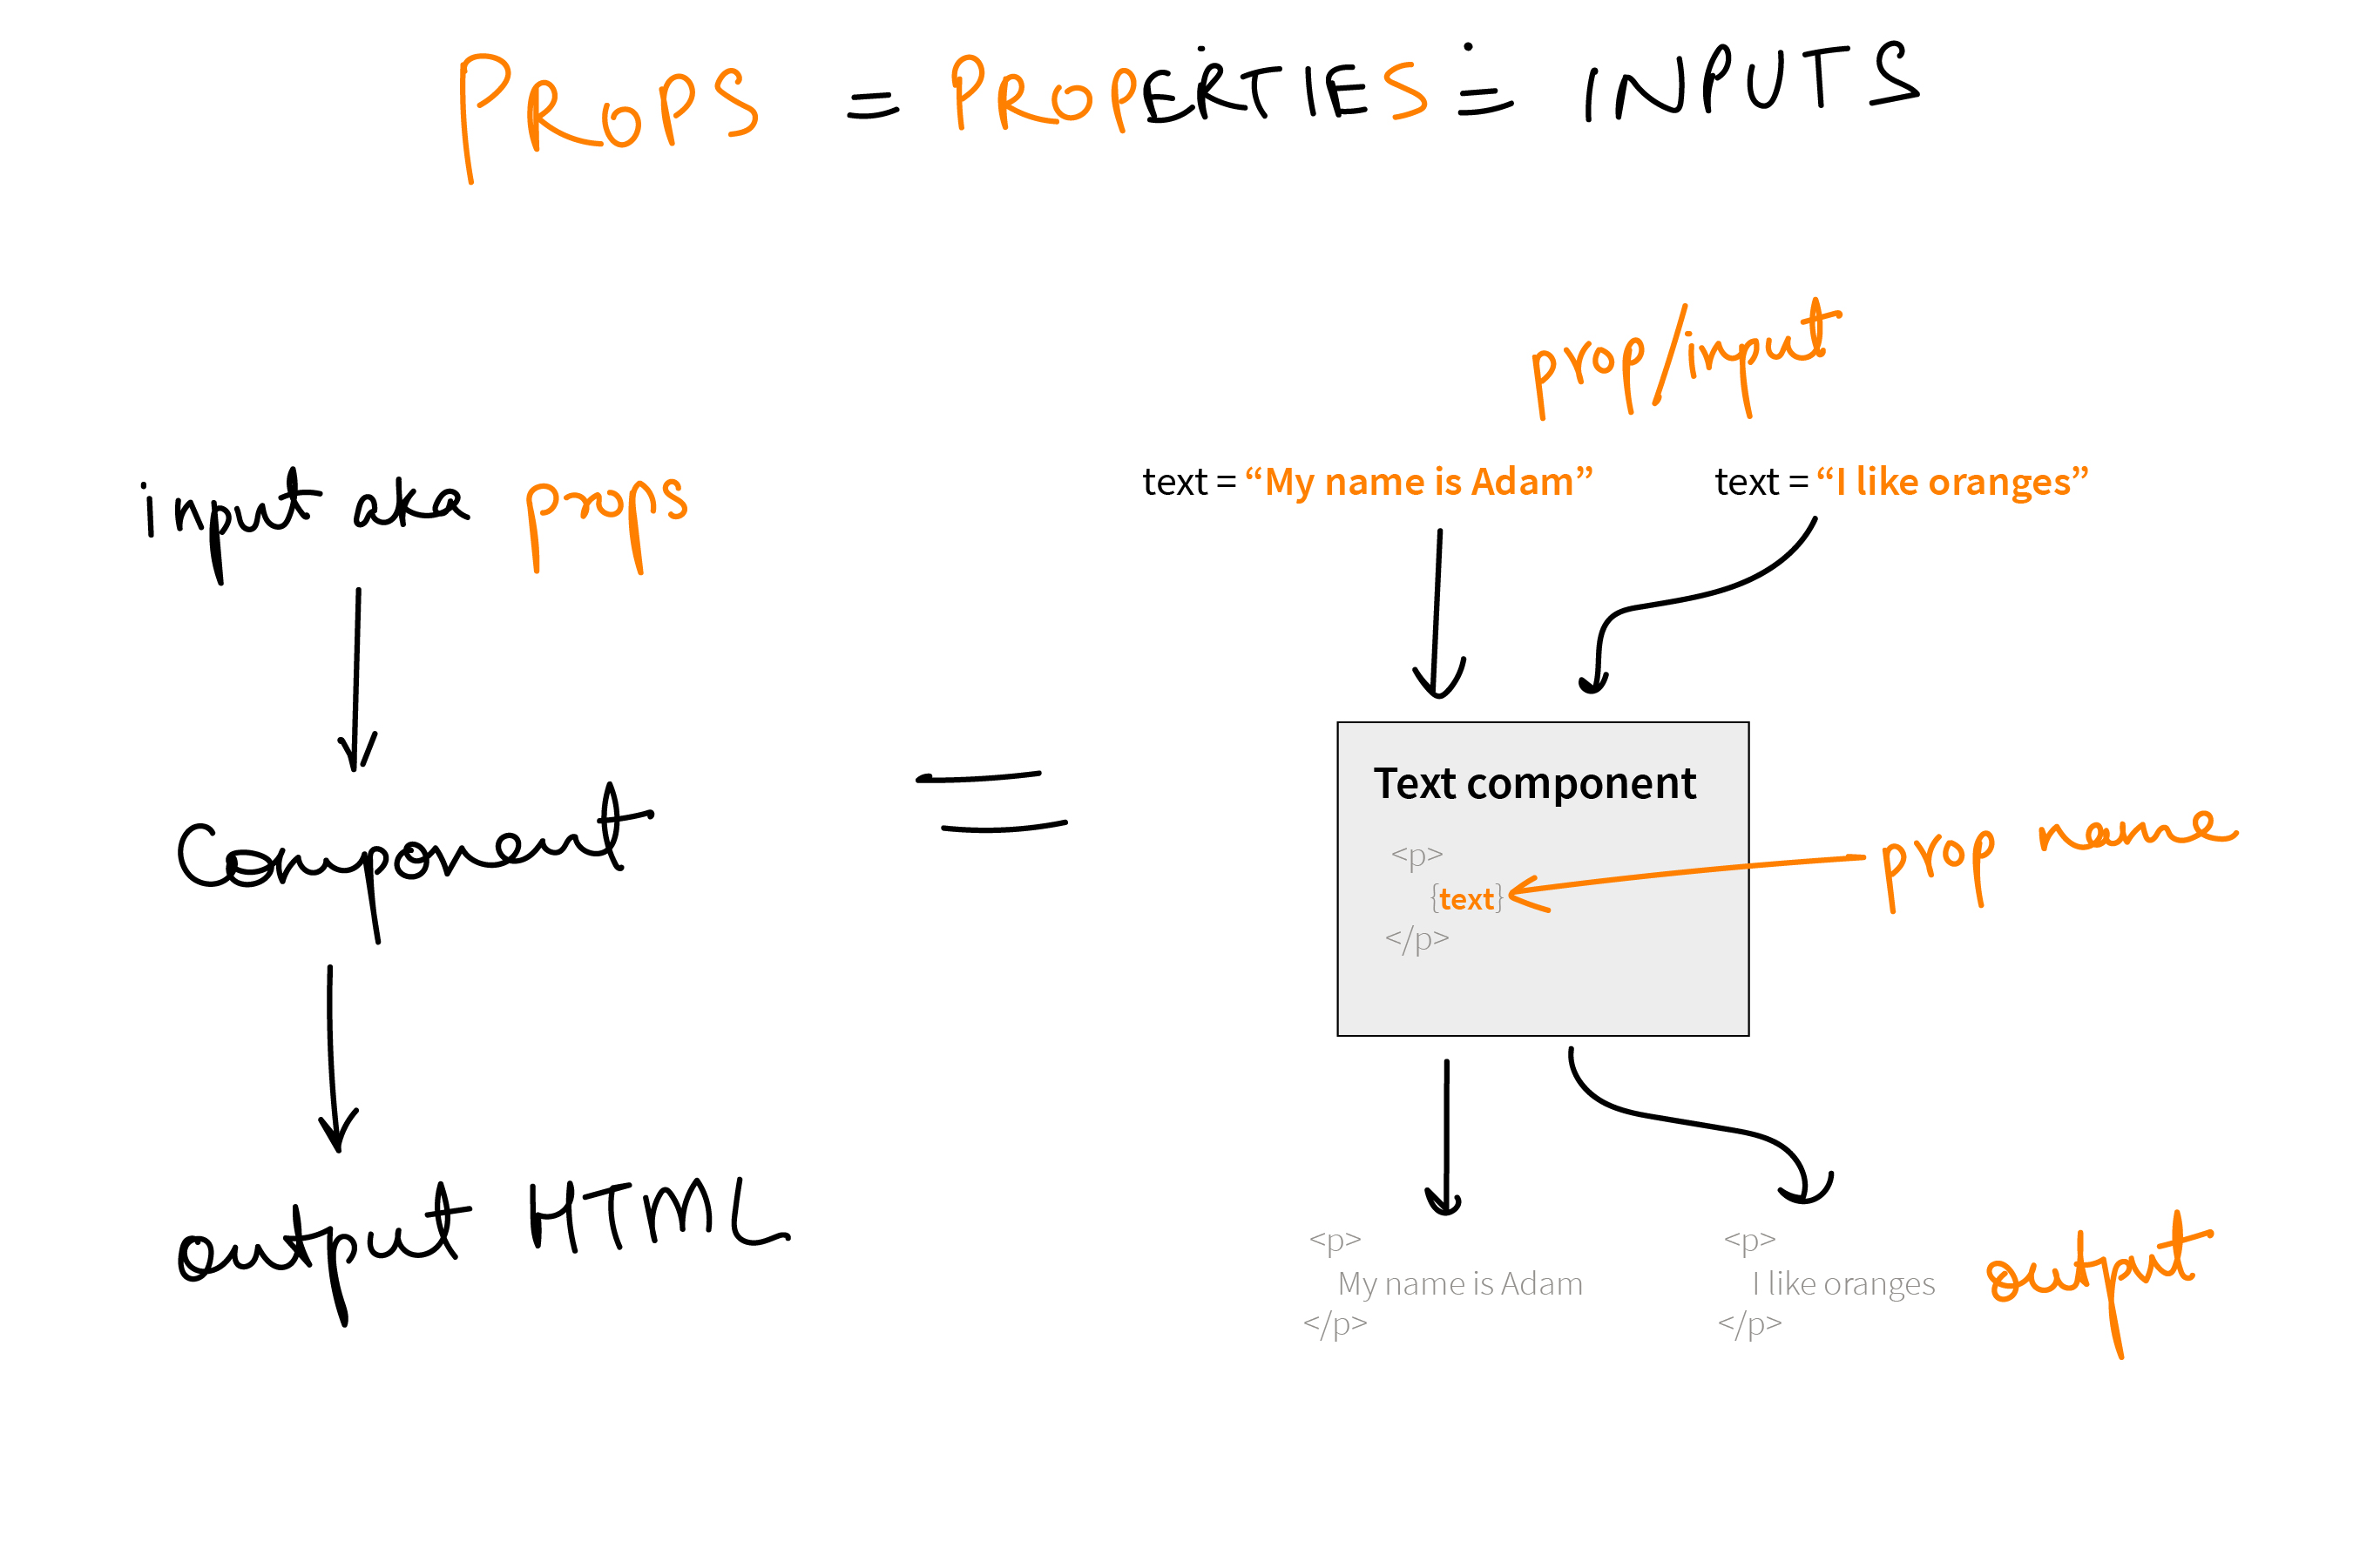 PROPS = PROPERTIES = INPUTS
input aka props
Component
output HTML
=
prop/input
text = “My name is Adam”
text = “I like oranges”
Text component
<p>
{text}
</p>
prop name
<p>
My name is Adam
</p>
<p>
I like oranges
</p>
output